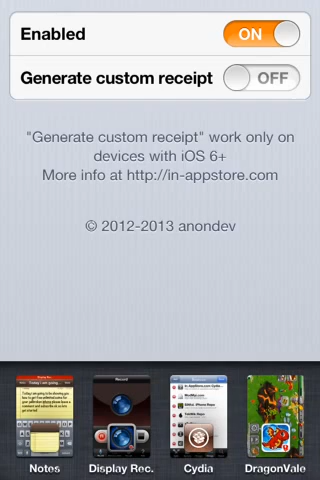 Enabled
ON
Generate custom receipt
OFF
"Generate custom receipt" work only on
devices with iOS 6+
More info at http://in-appstore.com
© 2012-2013 anondev
Record
Notes
Display Rec.
Cydia
DragonVale